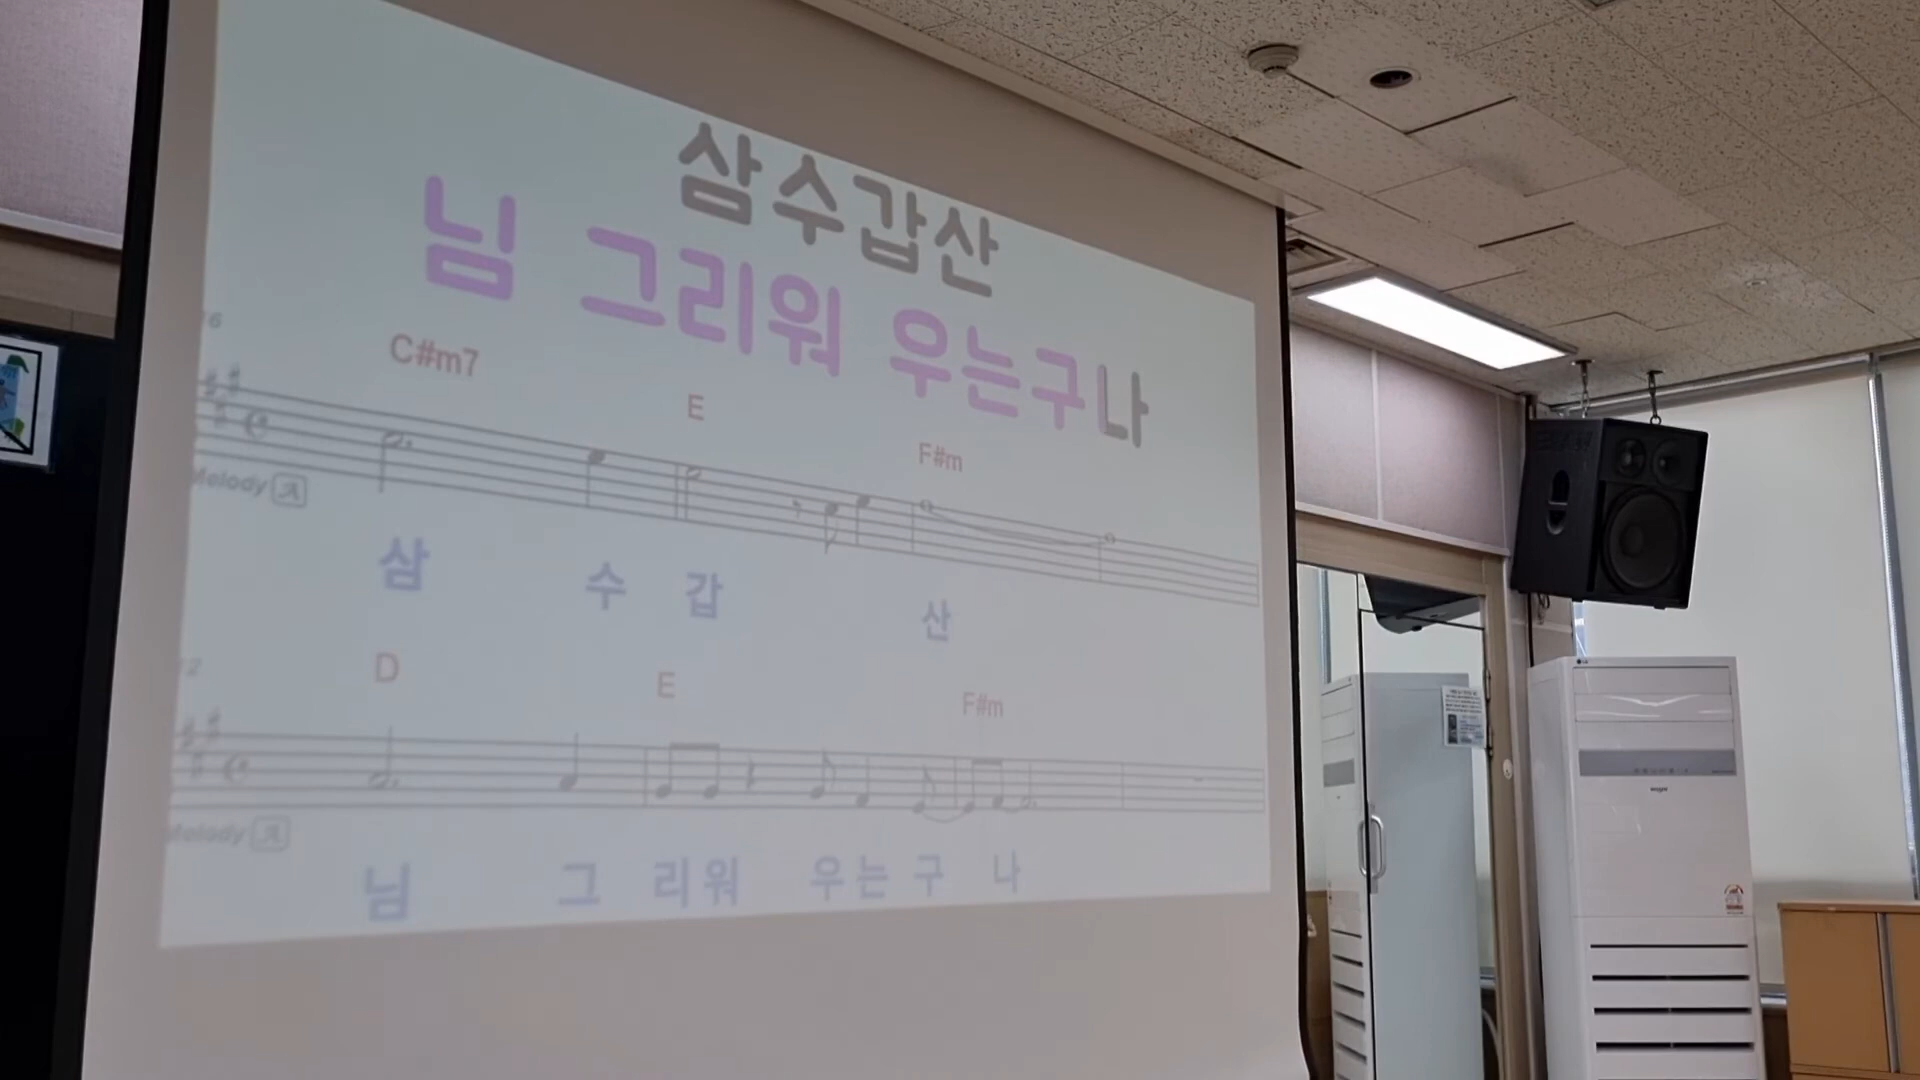 삼수갑산
님 그리워 우는구나
C#m7 E F#m
Melody
삼 수 갑 산
D E F#m
Melody
님 그 리 워 우 는 구 나